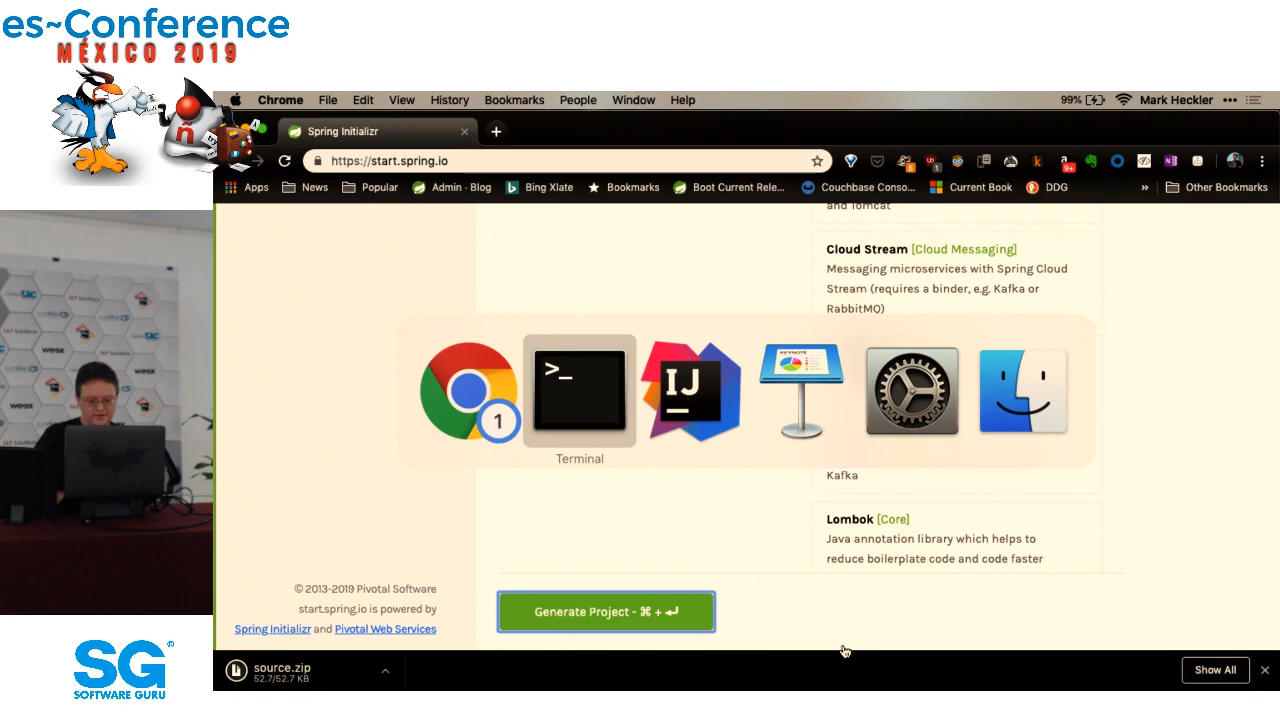 es~Conference
MÉXICO 2019
Chrome File Edit View History Bookmarks People Window Help
99% Mark Heckler
Spring Initializr
https://start.spring.io
Apps News Popular Admin - Blog Bing Xlate Bookmarks Boot Current Rele... Couchbase Conso... Current Book DDG » Other Bookmarks
and Tomcat
Cloud Stream [Cloud Messaging]
Messaging microservices with Spring Cloud
Stream (requires a binder, e.g. Kafka or
RabbitMQ)
>_
IJ
KEYNOTE
1
Terminal
Kafka
Lombok [Core]
Java annotation library which helps to
reduce boilerplate code and code faster
© 2013-2019 Pivotal Software
start.spring.io is powered by
Spring Initializr and Pivotal Web Services
Generate Project - ⌘ + ↵
source.zip
52.7/52.7 KB
Show All
wesx
SG
SOFTWARE GURU